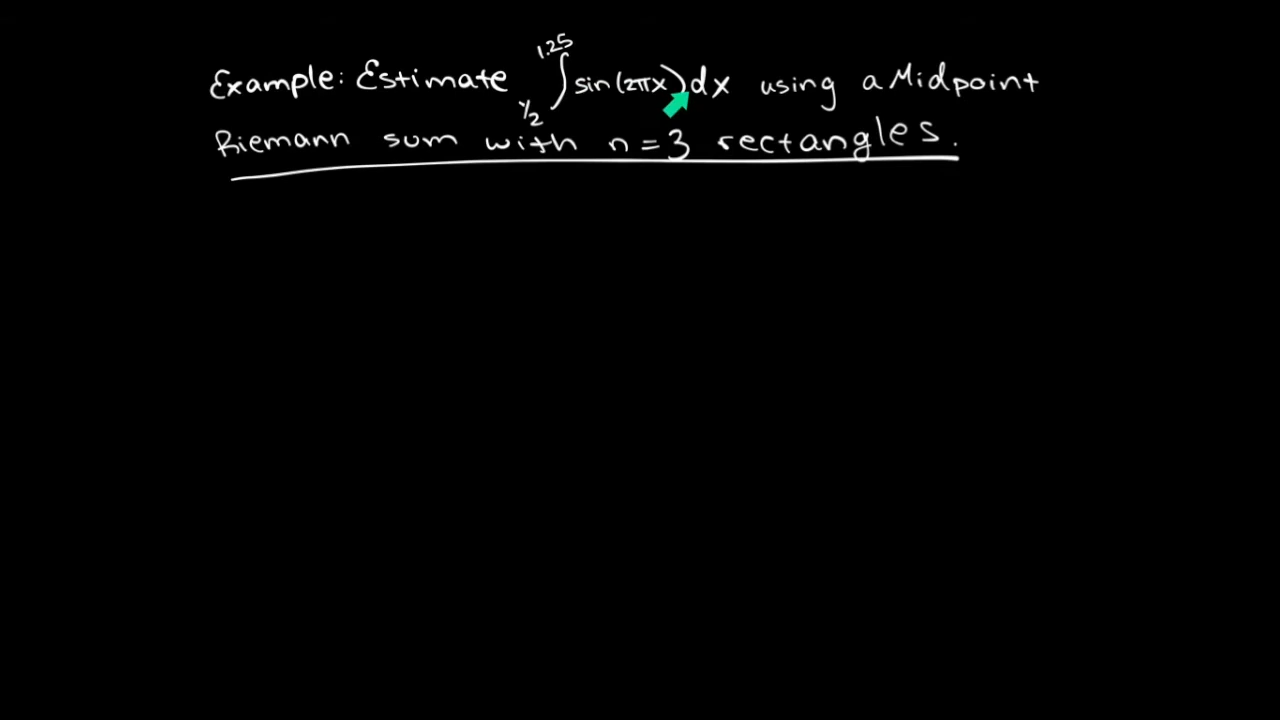 Example: Estimate ∫_{1/2}^{1.25} sin(2πx)dx using a Midpoint
Riemann sum with n = 3 rectangles.